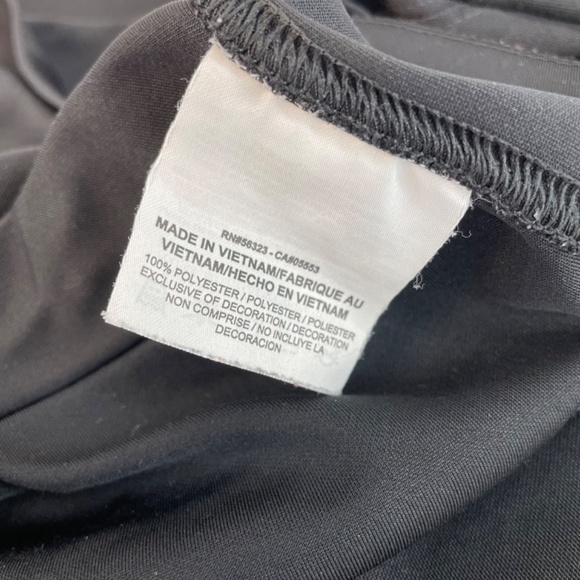 RN#56323 - CA#05553
MADE IN VIETNAM/FABRIQUE AU
VIETNAM/HECHO EN VIETNAM
100% POLYESTER / POLYESTER / POLIESTER
EXCLUSIVE OF DECORATION / DECORATION
NON COMPRISE / NO INCLUYE LA
DECORACION